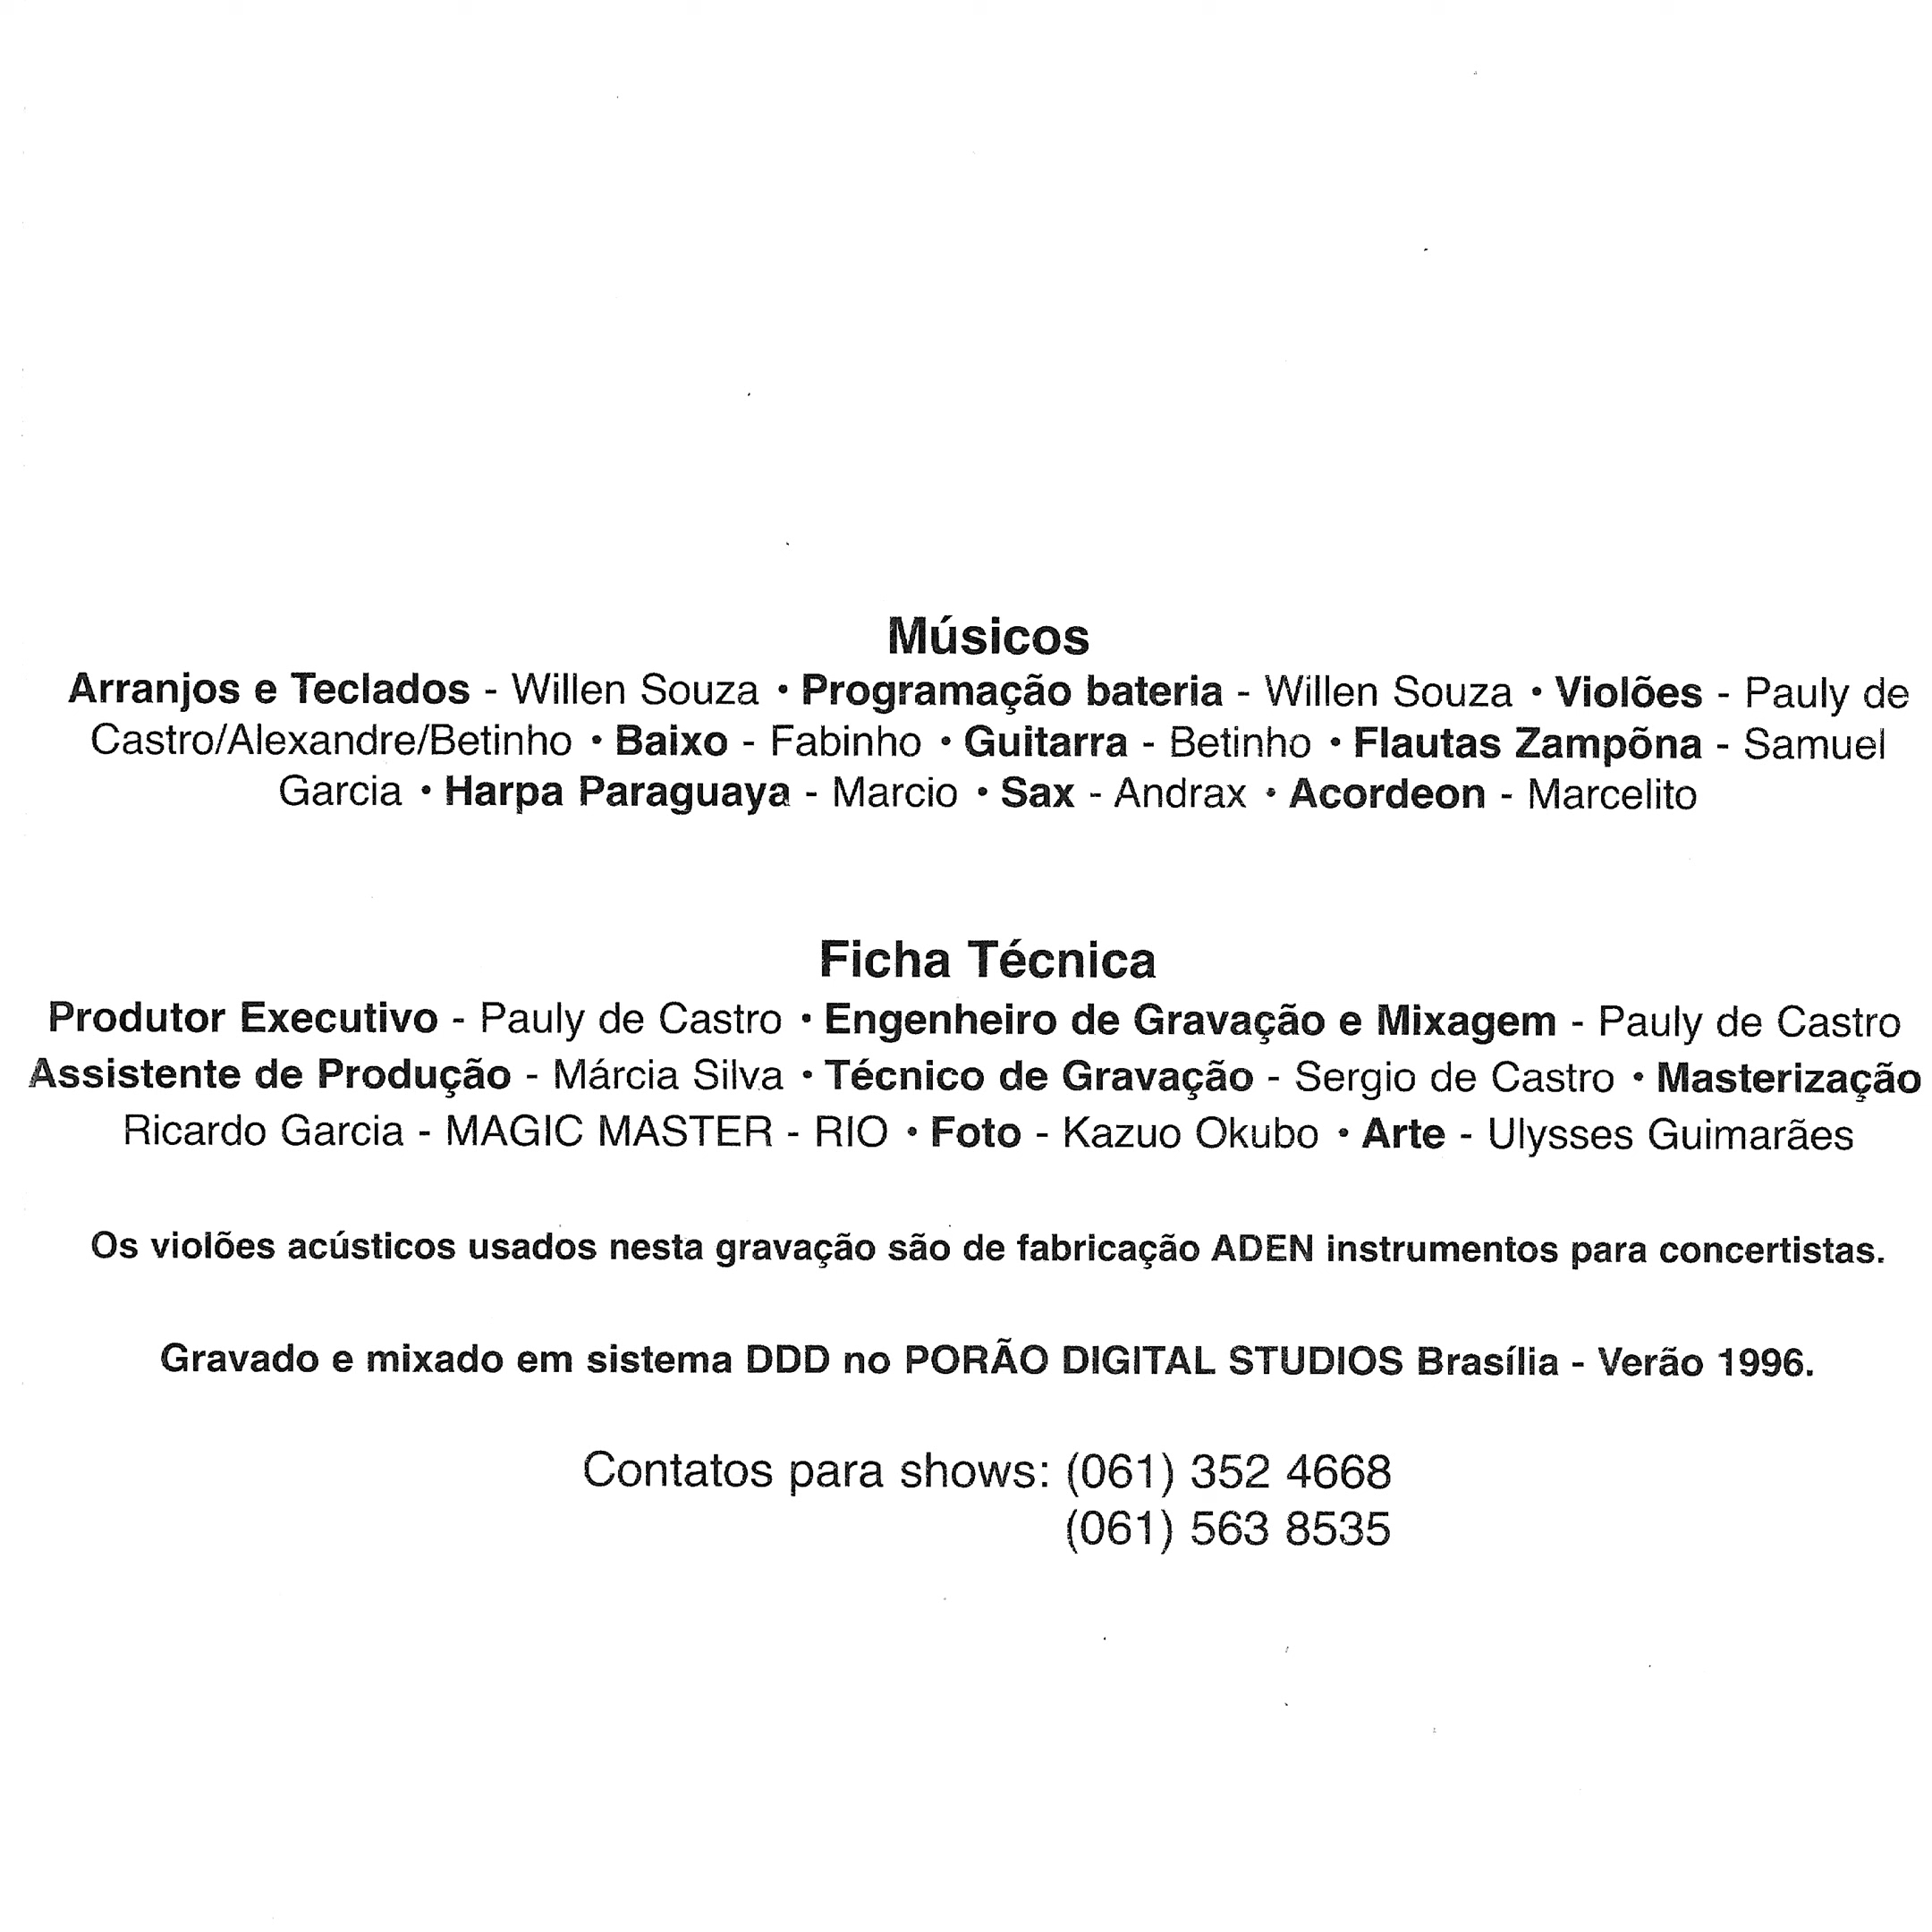 Músicos
Arranjos e Teclados - Willen Souza • Programação bateria - Willen Souza • Violões - Pauly de
Castro/Alexandre/Betinho • Baixo - Fabinho • Guitarra - Betinho • Flautas Zampõna - Samuel
Garcia • Harpa Paraguaya - Marcio • Sax - Andrax • Acordeon - Marcelito
Ficha Técnica
Produtor Executivo - Pauly de Castro • Engenheiro de Gravação e Mixagem - Pauly de Castro
Assistente de Produção - Márcia Silva • Técnico de Gravação - Sergio de Castro • Masterização
Ricardo Garcia - MAGIC MASTER - RIO • Foto - Kazuo Okubo • Arte - Ulysses Guimarães
Os violões acústicos usados nesta gravação são de fabricação ADEN instrumentos para concertistas.
Gravado e mixado em sistema DDD no PORÃO DIGITAL STUDIOS Brasília - Verão 1996.
Contatos para shows: (061) 352 4668
(061) 563 8535